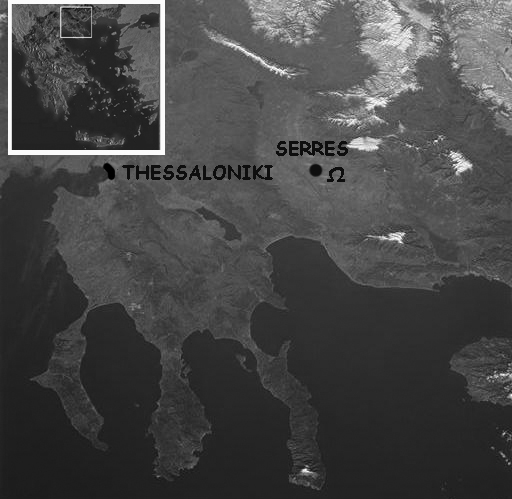 SERRES
THESSALONIKI
Ω